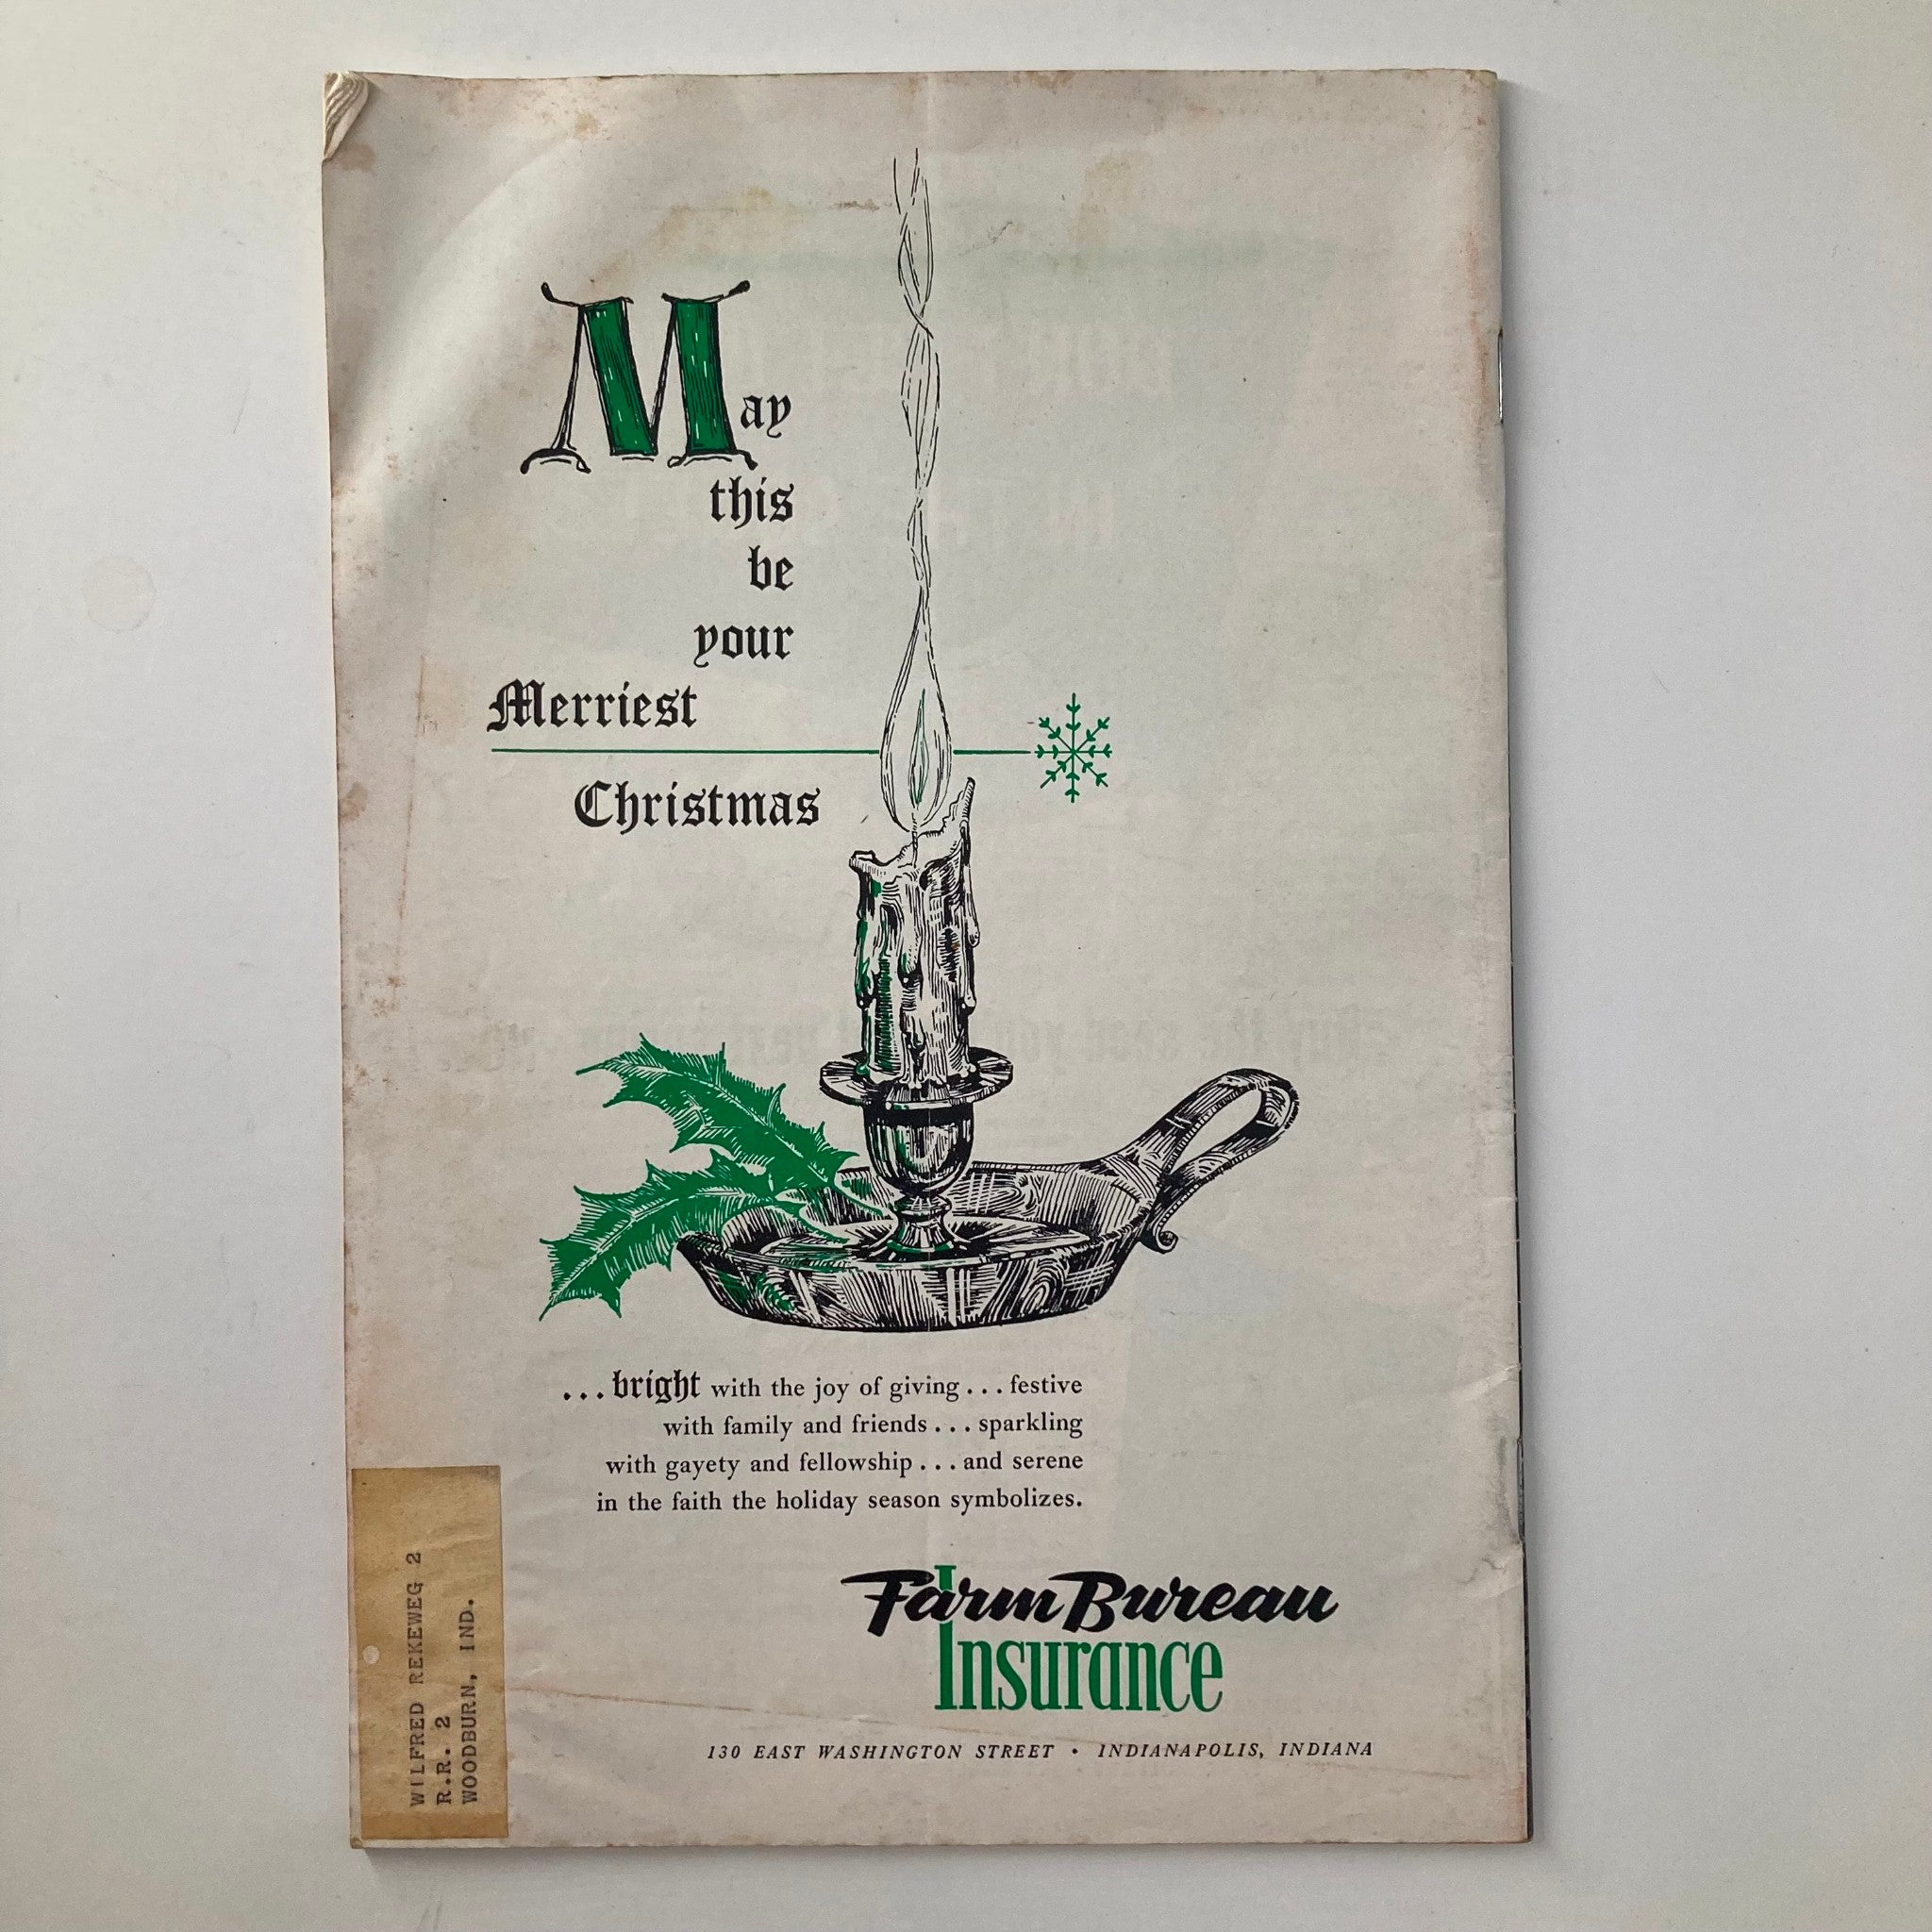 May
this
be
your
Merriest
Christmas
...bright with the joy of giving...festive
with family and friends...sparkling
with gayety and fellowship...and serene
in the faith the holiday season symbolizes.
Farm Bureau
Insurance
130 EAST WASHINGTON STREET • INDIANAPOLIS, INDIANA
WILFRED REKEWEG 2
R.R. 2
WOODBURN, IND.